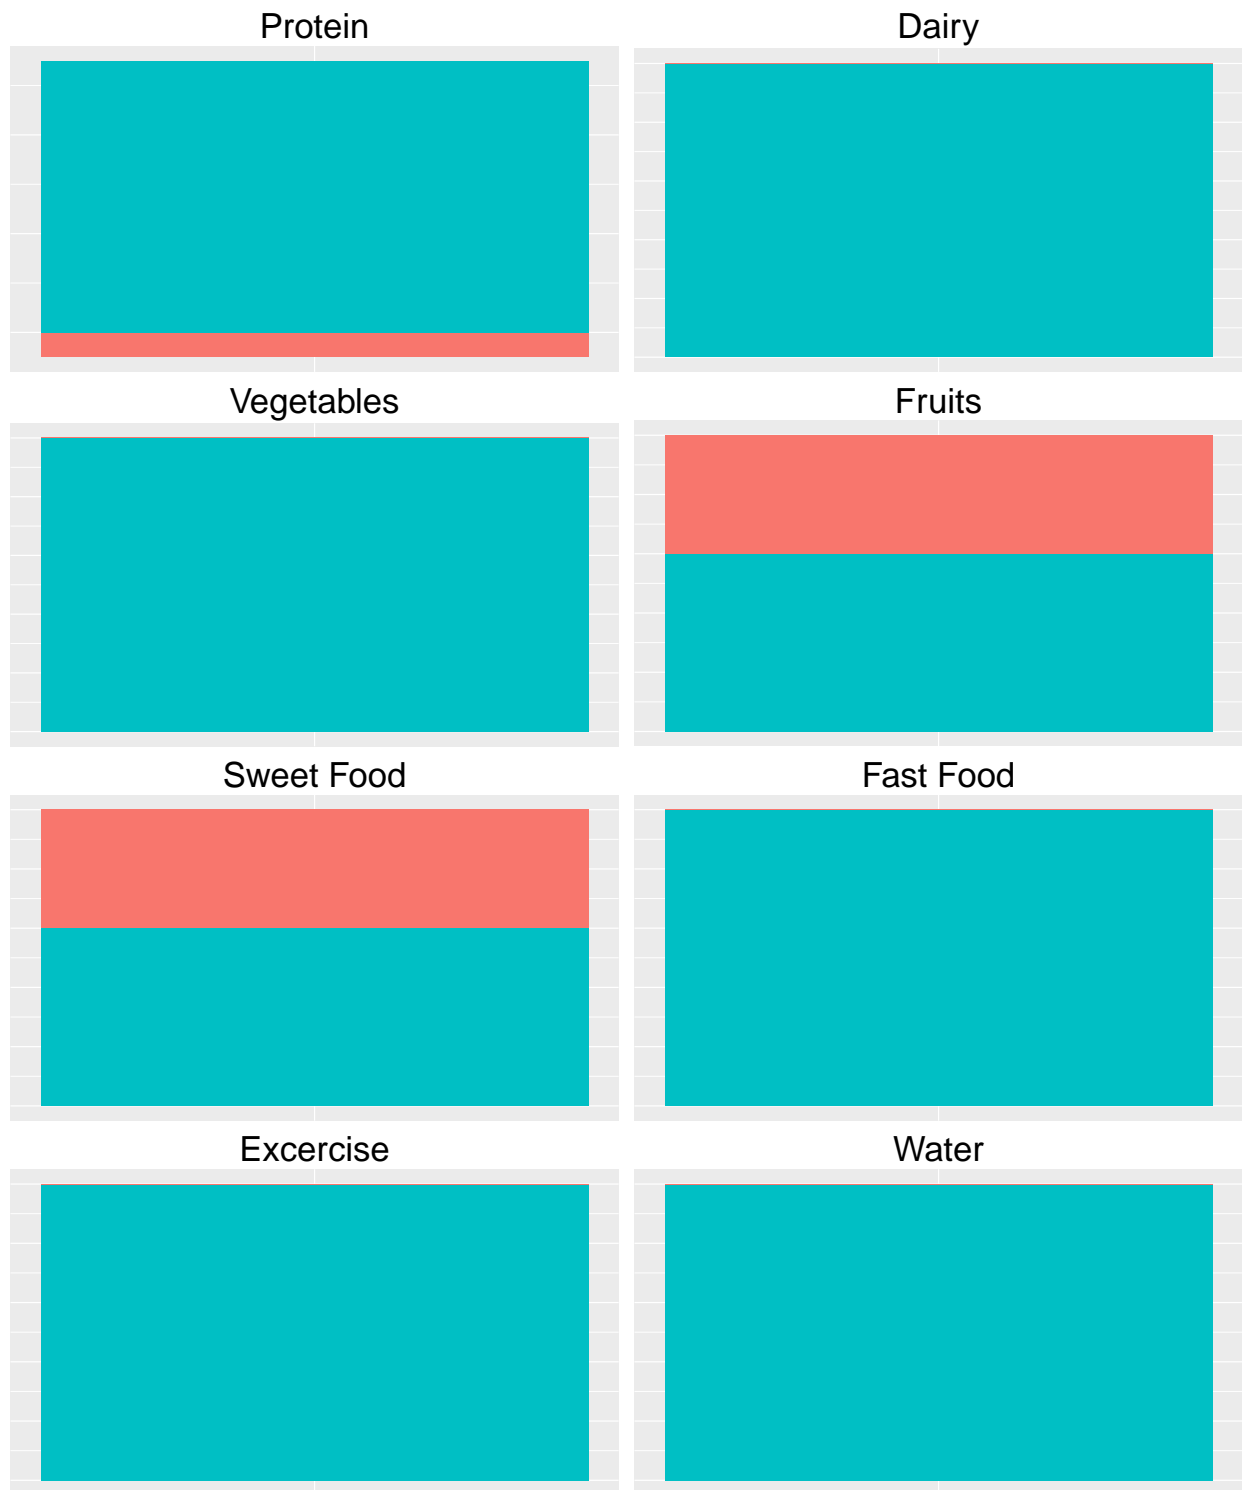 Protein
Dairy
Vegetables
Fruits
Sweet Food
Fast Food
Excercise
Water